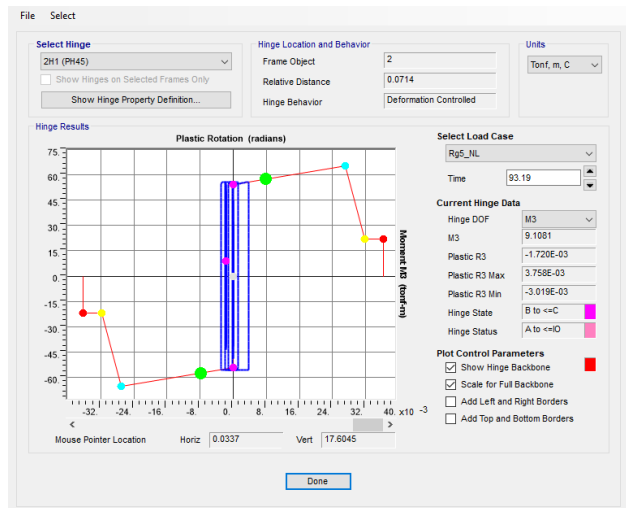 File Select
Select Hinge
2H1 (PH45)
Show Hinges on Selected Frames Only
Show Hinge Property Definition...
Hinge Location and Behavior
Frame Object 2
Relative Distance 0.0714
Hinge Behavior Deformation Controlled
Units
Tonf, m, C
Hinge Results
Plastic Rotation (radians)
75.
60.
45.
30.
15.
0.
-15.
-30.
-45.
-60.
Moment M3 (tonf-m)
-32. -24. -16. -8. 0. 8. 16. 24. 32. 40. x10 -3
Mouse Pointer Location Horiz 0.0337 Vert 17.6045
Select Load Case
Rg5_NL
Time 93.19
Current Hinge Data
Hinge DOF M3
M3 9.1081
Plastic R3 -1.720E-03
Plastic R3 Max 3.758E-03
Plastic R3 Min -3.019E-03
Hinge State B to <=C
Hinge Status A to <=IO
Plot Control Parameters
Show Hinge Backbone
Scale for Full Backbone
Add Left and Right Borders
Add Top and Bottom Borders
Done